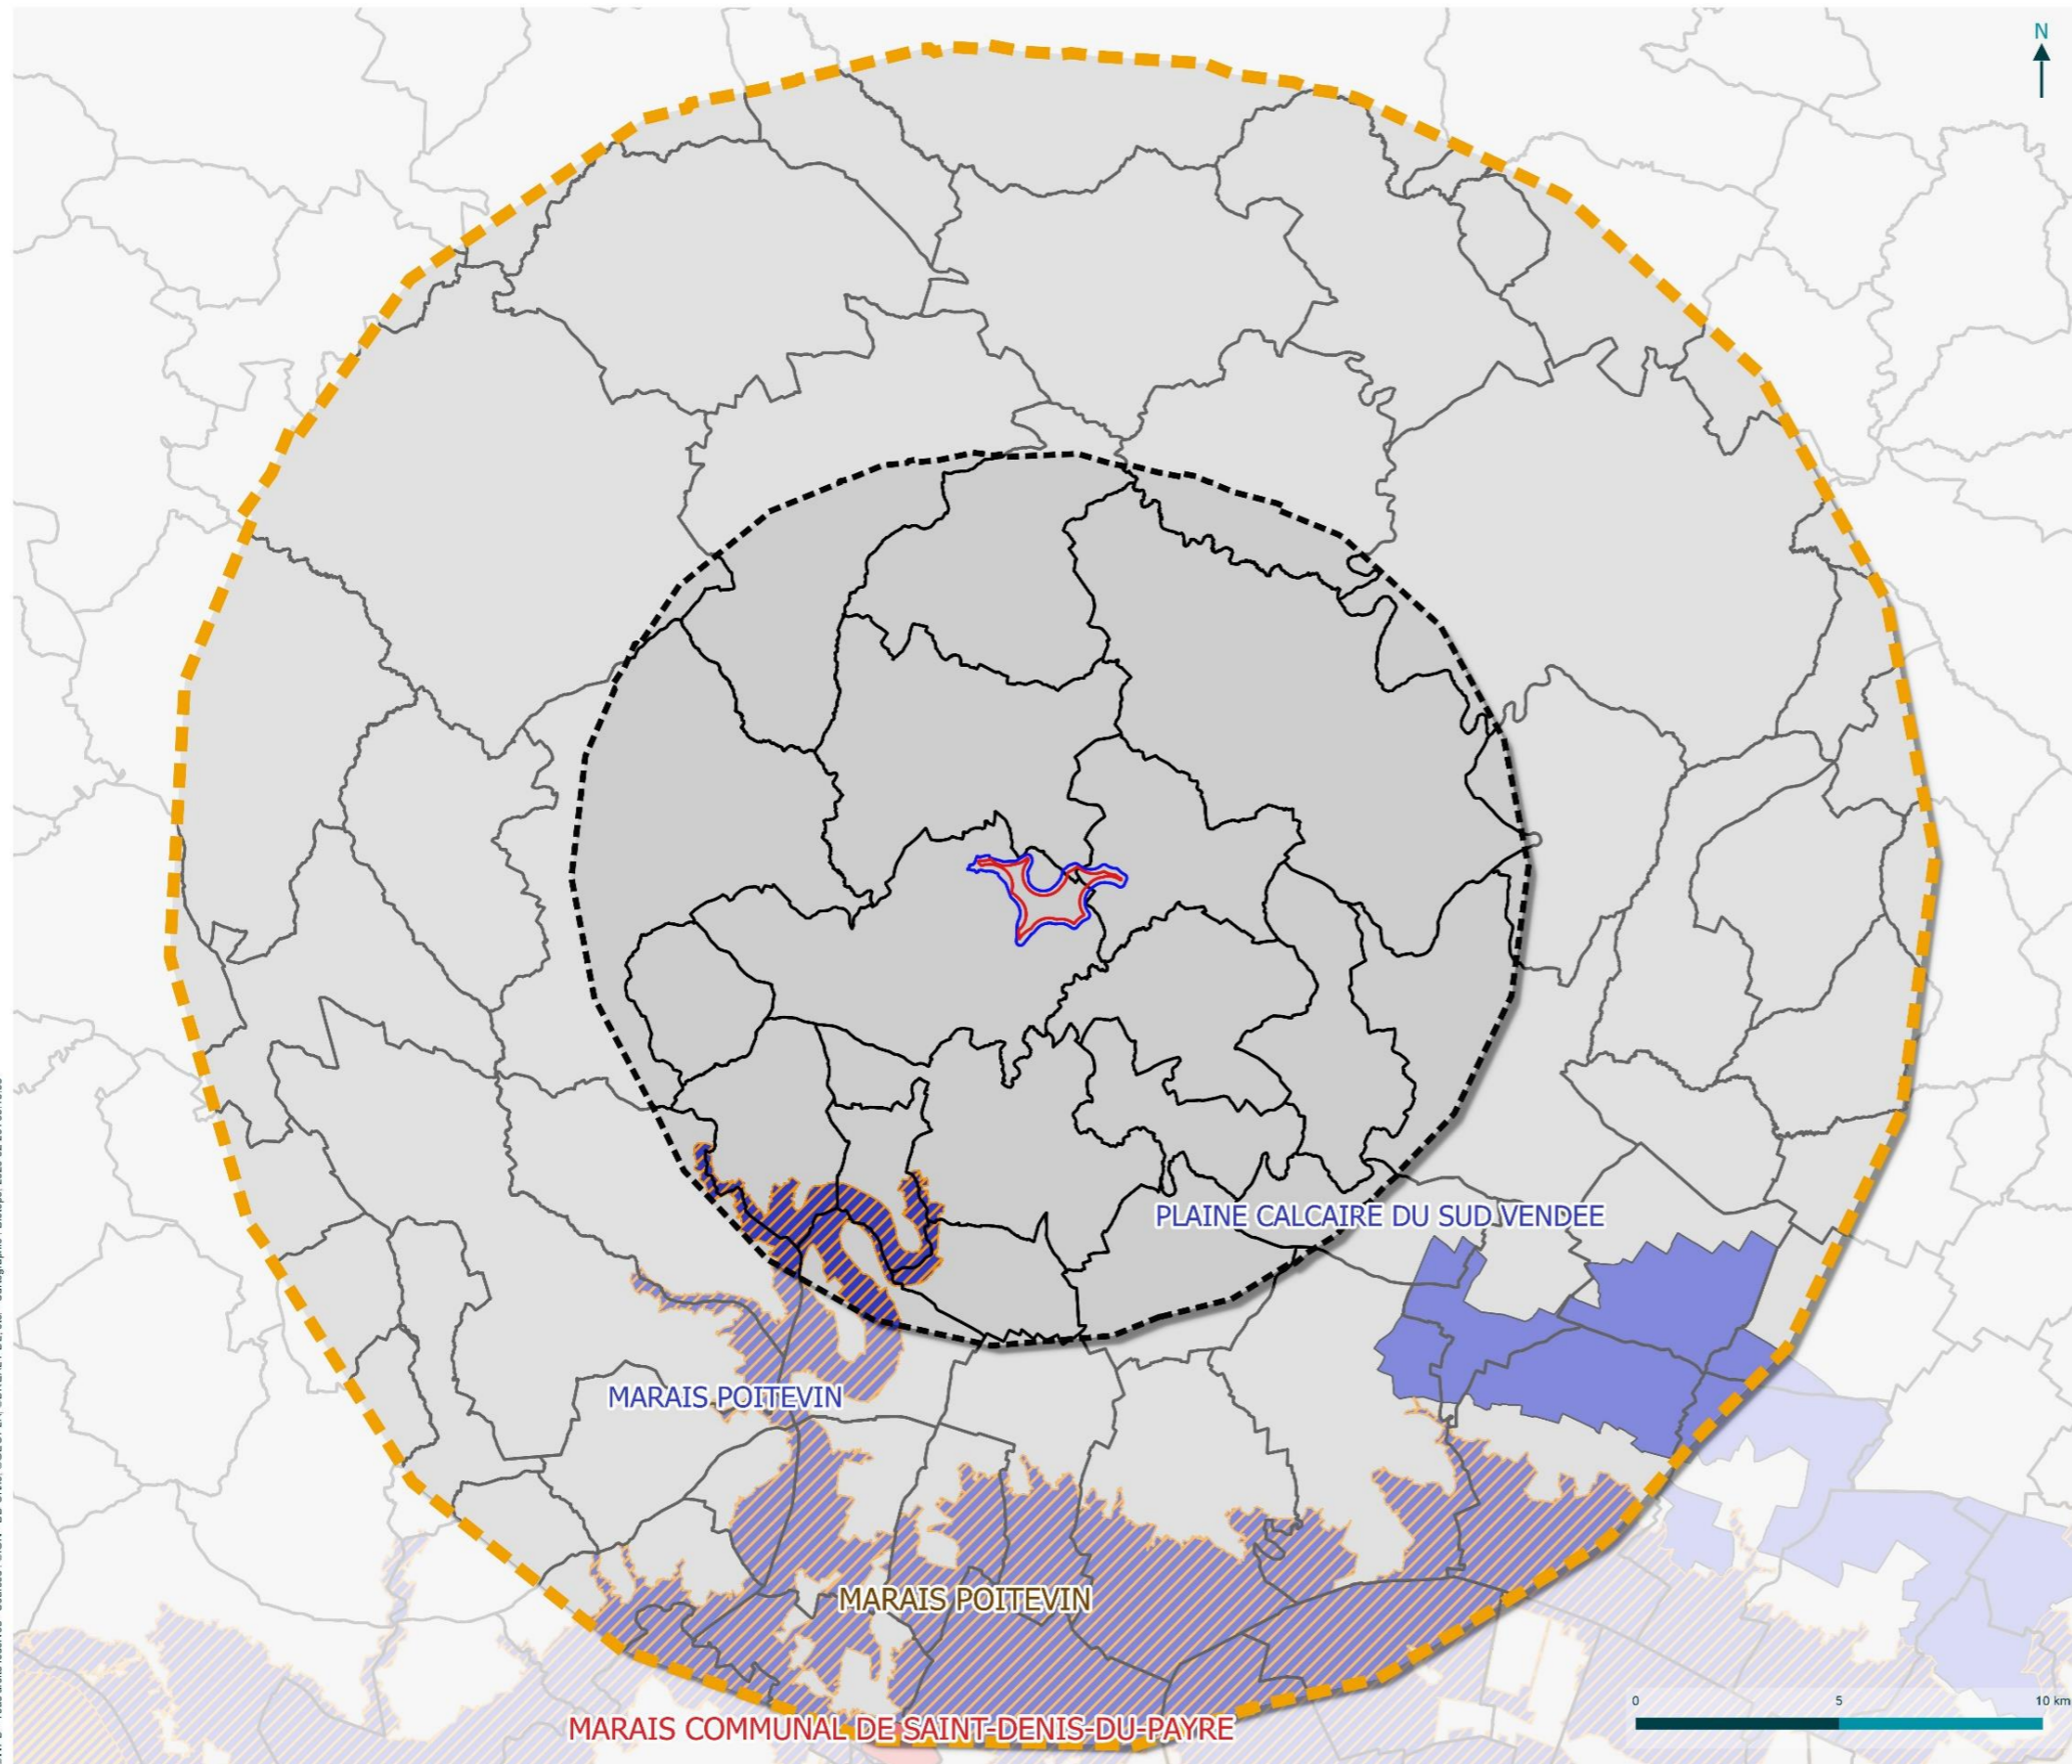 N
PLAINE CALCAIRE DU SUD VENDEE
MARAIS POITEVIN
MARAIS POITEVIN
0 5 10 km
MARAIS COMMUNAL DE SAINT-DENIS-DU-PAYRE